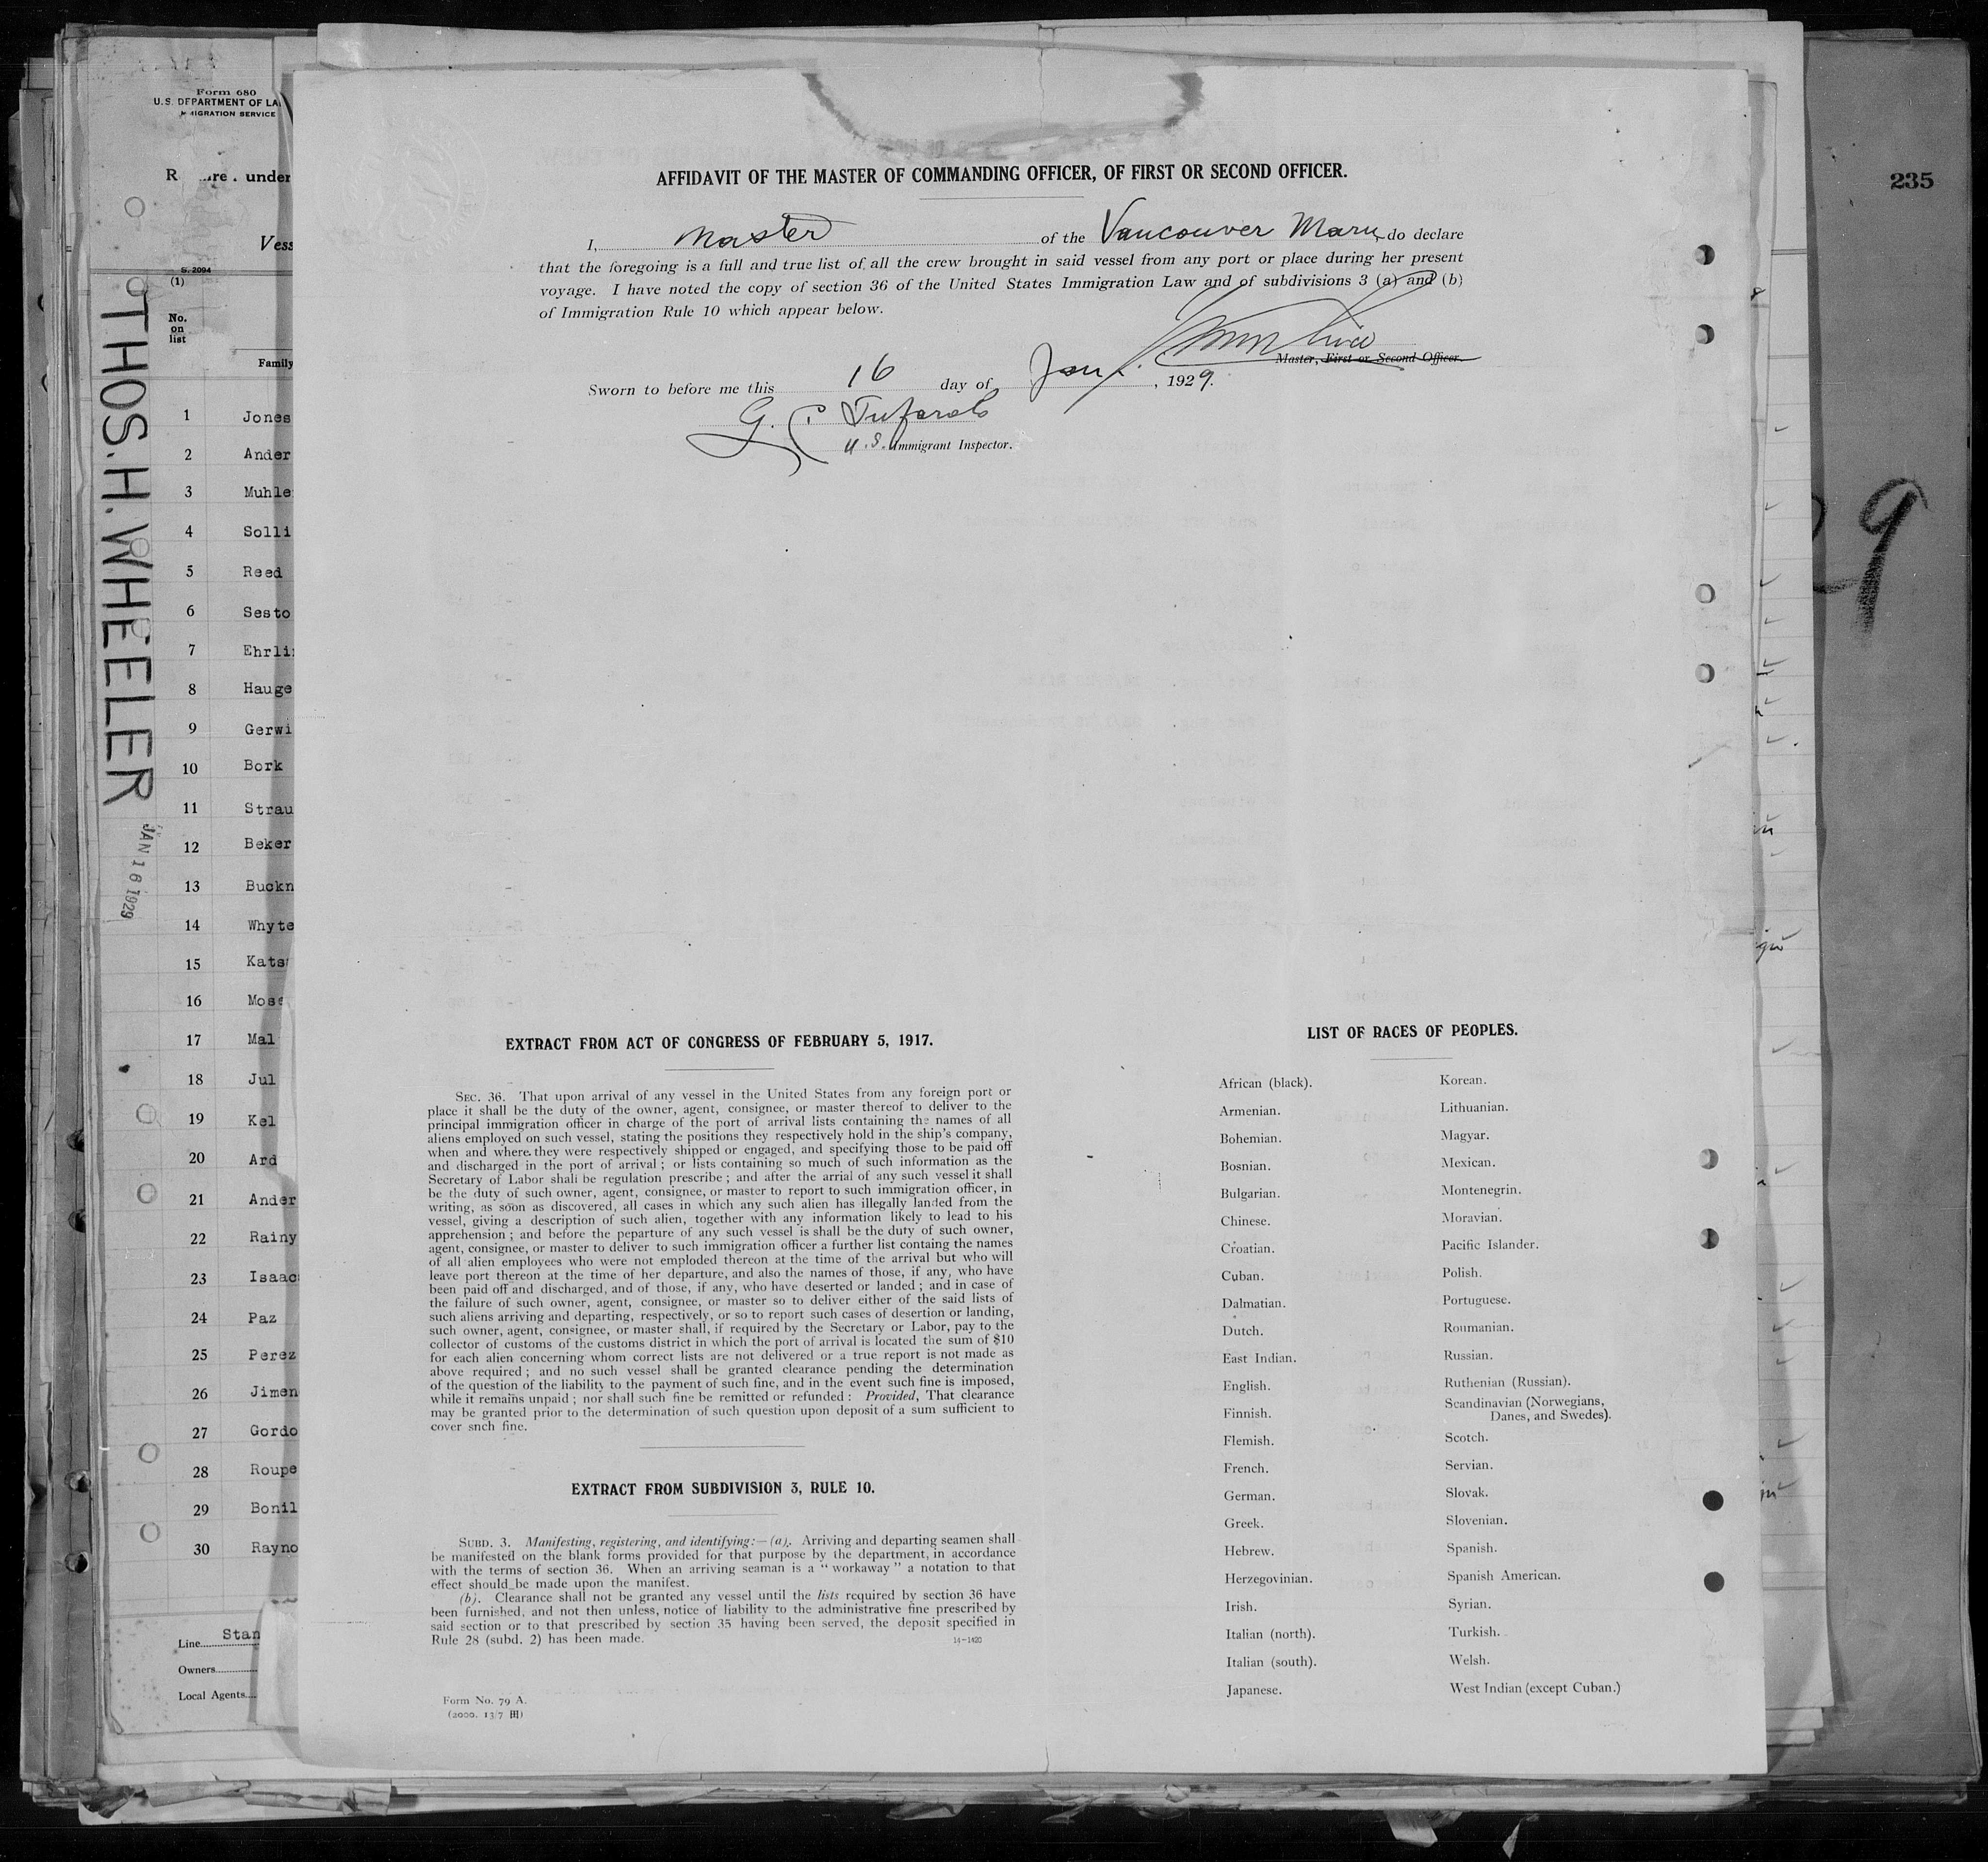 Form 680
U.S. DEPARTMENT OF LA
MIGRATION SERVICE
under
Vess
S. 2094
(1)
No.
on
list
Family
1 Jones
2 Ander
3 Muhle
4 Solli
5 Reed
6 Sesto
7 Ehrli
8 Hauge
9 Gerwi
10 Bork
11 Strau
12 Beker
13 Buckn
14 Whyte
15 Kats
16 Mose
17 Mal
18 Jul
19 Kel
20 Ard
21 Ander
22 Rainy
23 Isaac
24 Paz
25 Perez
26 Jimen
27 Gordo
28 Roupe
29 Bonil
30 Rayno
Line Stan
Owners
Local Agents
THOS. H. WHEELER
JAN 16 1929
AFFIDAVIT OF THE MASTER OF COMMANDING OFFICER, OF FIRST OR SECOND OFFICER.
I, Master of the Vancouver Maru, do declare
that the foregoing is a full and true list of all the crew brought in said vessel from any port or place during her present
voyage. I have noted the copy of section 36 of the United States Immigration Law and of subdivisions 3 (a) and (b)
of Immigration Rule 10 which appear below.
Master, First or Second Officer.
Sworn to before me this 16 day of Jan., 1929.
G.
U.S. Immigrant Inspector.
EXTRACT FROM ACT OF CONGRESS OF FEBRUARY 5, 1917.
SEC. 36. That upon arrival of any vessel in the United States from any foreign port or
place it shall be the duty of the owner, agent, consignee, or master thereof to deliver to the
principal immigration officer in charge of the port of arrival lists containing the names of all
aliens employed on such vessel, stating the positions they respectively hold in the ship's company,
when and where they were respectively shipped or engaged, and specifying those to be paid off
and discharged in the port of arrival; or lists containing so much of such information as the
Secretary of Labor shall be regulation prescribe; and after the arrial of any such vessel it shall
be the duty of such owner, agent, consignee, or master to report to such immigration officer, in
writing, as soon as discovered, all cases in which any such alien has illegally landed from the
vessel, giving a description of such alien, together with any information likely to lead to his
apprehension; and before the peparture of any such vessel is shall be the duty of such owner,
agent, consignee, or master to deliver to such immigration officer a further list containg the names
of all alien employees who were not emploded thereon at the time of the arrival but who will
leave port thereon at the time of her departure, and also the names of those, if any, who have
been paid off and discharged, and of those, if any, who have deserted or landed; and in case of
the failure of such owner, agent, consignee, or master so to deliver either of the said lists of
such aliens arriving and departing, respectively, or so to report such cases of desertion or landing,
such owner, agent, consignee, or master shall, if required by the Secretary or Labor, pay to the
collector of customs of the customs district in which the port of arrival is located the sum of $10
for each alien concerning whom correct lists are not delivered or a true report is not made as
above required; and no such vessel shall be granted clearance pending the determination
of the question of the liability to the payment of such fine, and in the event such fine is imposed,
while it remains unpaid; nor shall such fine be remitted or refunded: Provided, That clearance
may be granted prior to the determination of such question upon deposit of a sum sufficient to
cover snch fine.
EXTRACT FROM SUBDIVISION 3, RULE 10.
SUBD. 3. Manifesting, registering, and identifying:—(a). Arriving and departing seamen shall
be manifested on the blank forms provided for that purpose by the department, in accordance
with the terms of section 36. When an arriving seaman is a "workaway" a notation to that
effect should be made upon the manifest.
(b). Clearance shall not be granted any vessel until the lists required by section 36 have
been furnished, and not then unless, notice of liability to the administrative fine prescribed by
said section or to that prescribed by section 35 having been served, the deposit specified in
Rule 28 (subd. 2) has been made.
14-1420
Form No. 79 A.
(2000. 13/7 田)
LIST OF RACES OF PEOPLES.
African (black).
Armenian.
Bohemian.
Bosnian.
Bulgarian.
Chinese.
Croatian.
Cuban.
Dalmatian.
Dutch.
East Indian.
English.
Finnish.
Flemish.
French.
German.
Greek.
Hebrew.
Herzegovinian.
Irish.
Italian (north).
Italian (south).
Japanese.
Korean.
Lithuanian.
Magyar.
Mexican.
Montenegrin.
Moravian.
Pacific Islander.
Polish.
Portuguese.
Roumanian.
Russian.
Ruthenian (Russian).
Scandinavian (Norwegians,
Danes, and Swedes).
Scotch.
Servian.
Slovak.
Slovenian.
Spanish.
Spanish American.
Syrian.
Turkish.
Welsh.
West Indian (except Cuban.)
235
9